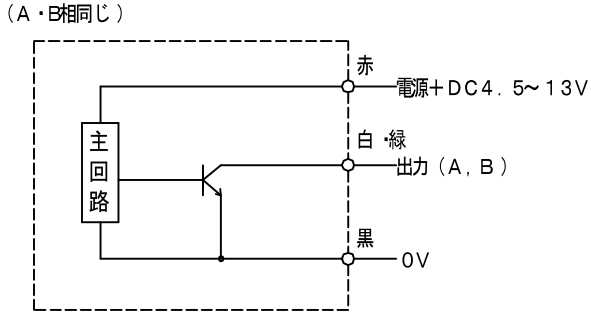 （A・B相同じ）
赤
電源＋DC4．5〜13V
白・緑
出力（A，B）
主回路
黒
0V